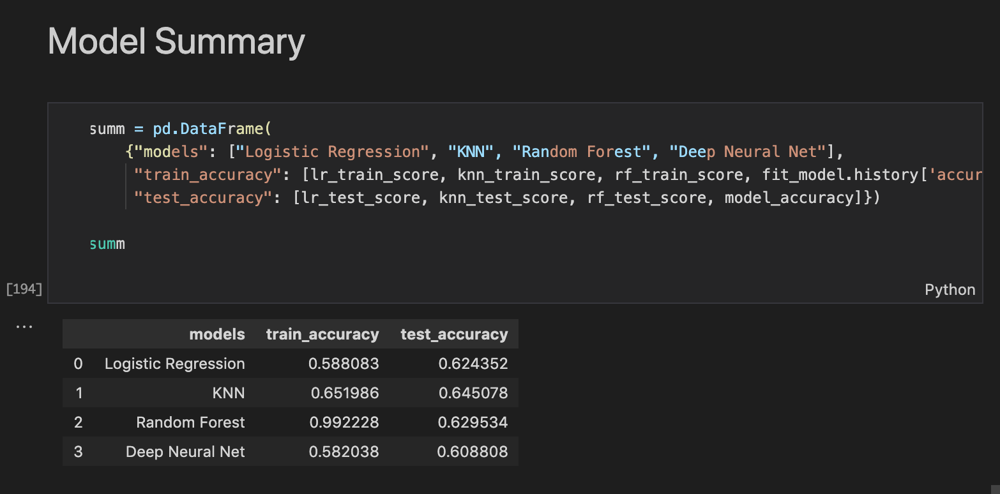 Model Summary
summ = pd.DataFrame(
{"models": ["Logistic Regression", "KNN", "Random Forest", "Deep Neural Net"],
"train_accuracy": [lr_train_score, knn_train_score, rf_train_score, fit_model.history['accur
"test_accuracy": [lr_test_score, knn_test_score, rf_test_score, model_accuracy]})
summ
[194]
Python
...
models train_accuracy test_accuracy
0 Logistic Regression 0.588083 0.624352
1 KNN 0.651986 0.645078
2 Random Forest 0.992228 0.629534
3 Deep Neural Net 0.582038 0.608808